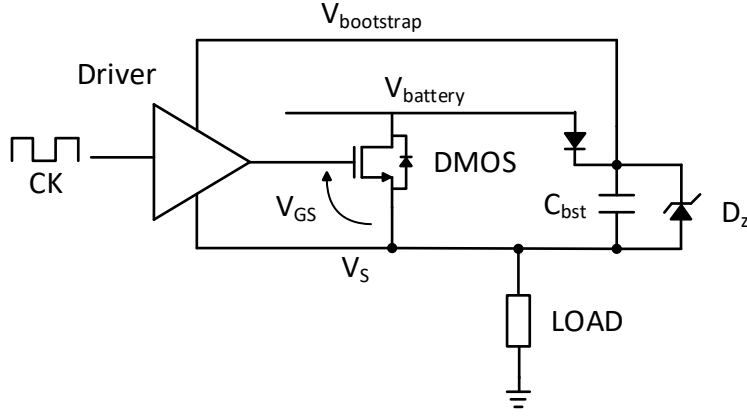 V_bootstrap
Driver
V_battery
CK
DMOS
V_GS
C_bst
D_z
V_S
LOAD